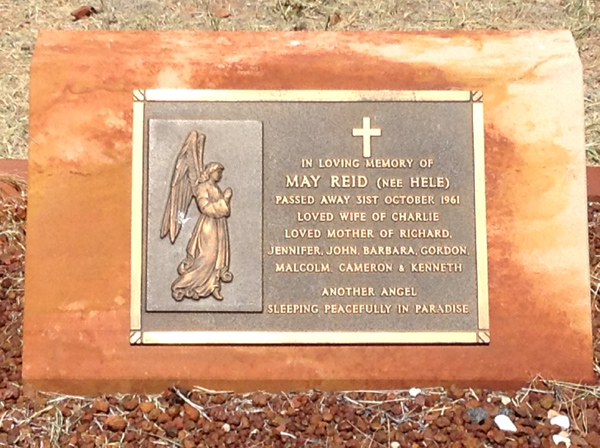 IN LOVING MEMORY OF
MAY REID (NEE HELE)
PASSED AWAY 31ST OCTOBER 1961
LOVED WIFE OF CHARLIE
LOVED MOTHER OF RICHARD,
JENNIFER, JOHN, BARBARA, GORDON,
MALCOLM, CAMERON & KENNETH
ANOTHER ANGEL
SLEEPING PEACEFULLY IN PARADISE